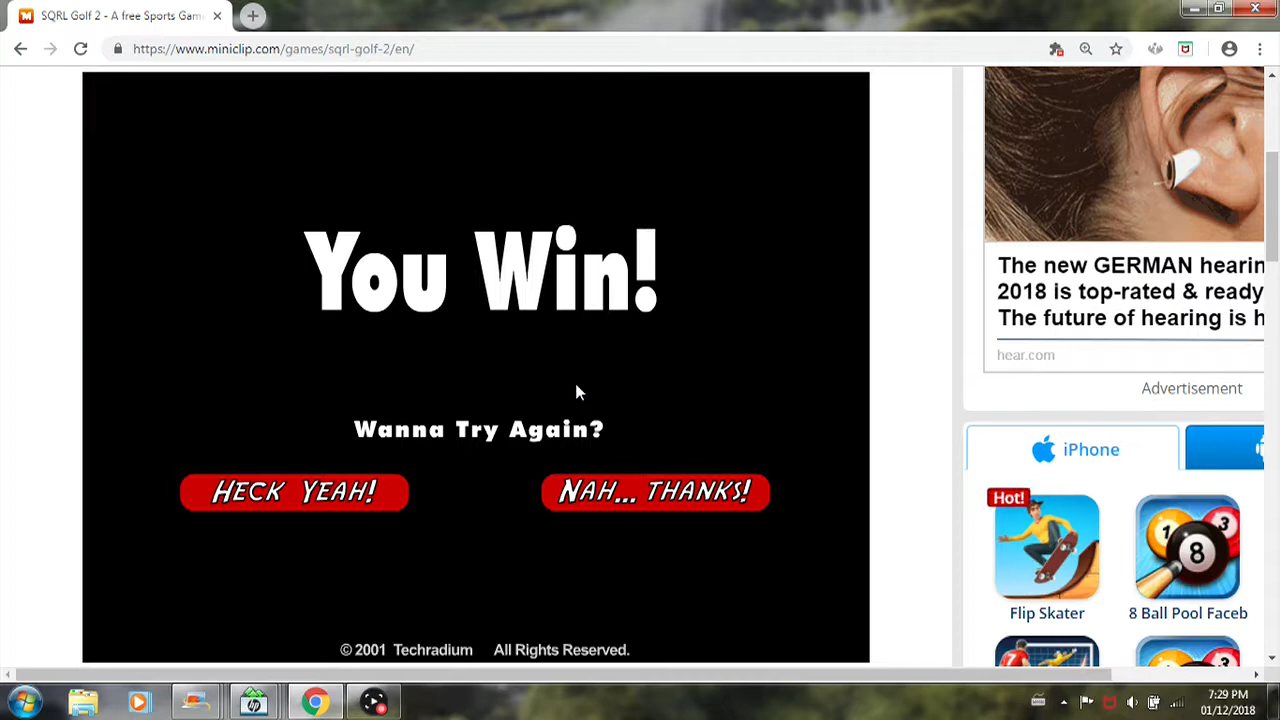 SQRL Golf 2 - A free Sports Gam
https://www.miniclip.com/games/sqrl-golf-2/en/
You Win!
Wanna Try Again?
HECK YEAH!
NAH... THANKS!
© 2001 Techradium All Rights Reserved.
The new GERMAN hearin
2018 is top-rated & ready
The future of hearing is h
hear.com
Advertisement
iPhone
Hot!
Flip Skater
8 Ball Pool Faceb
7:29 PM
01/12/2018